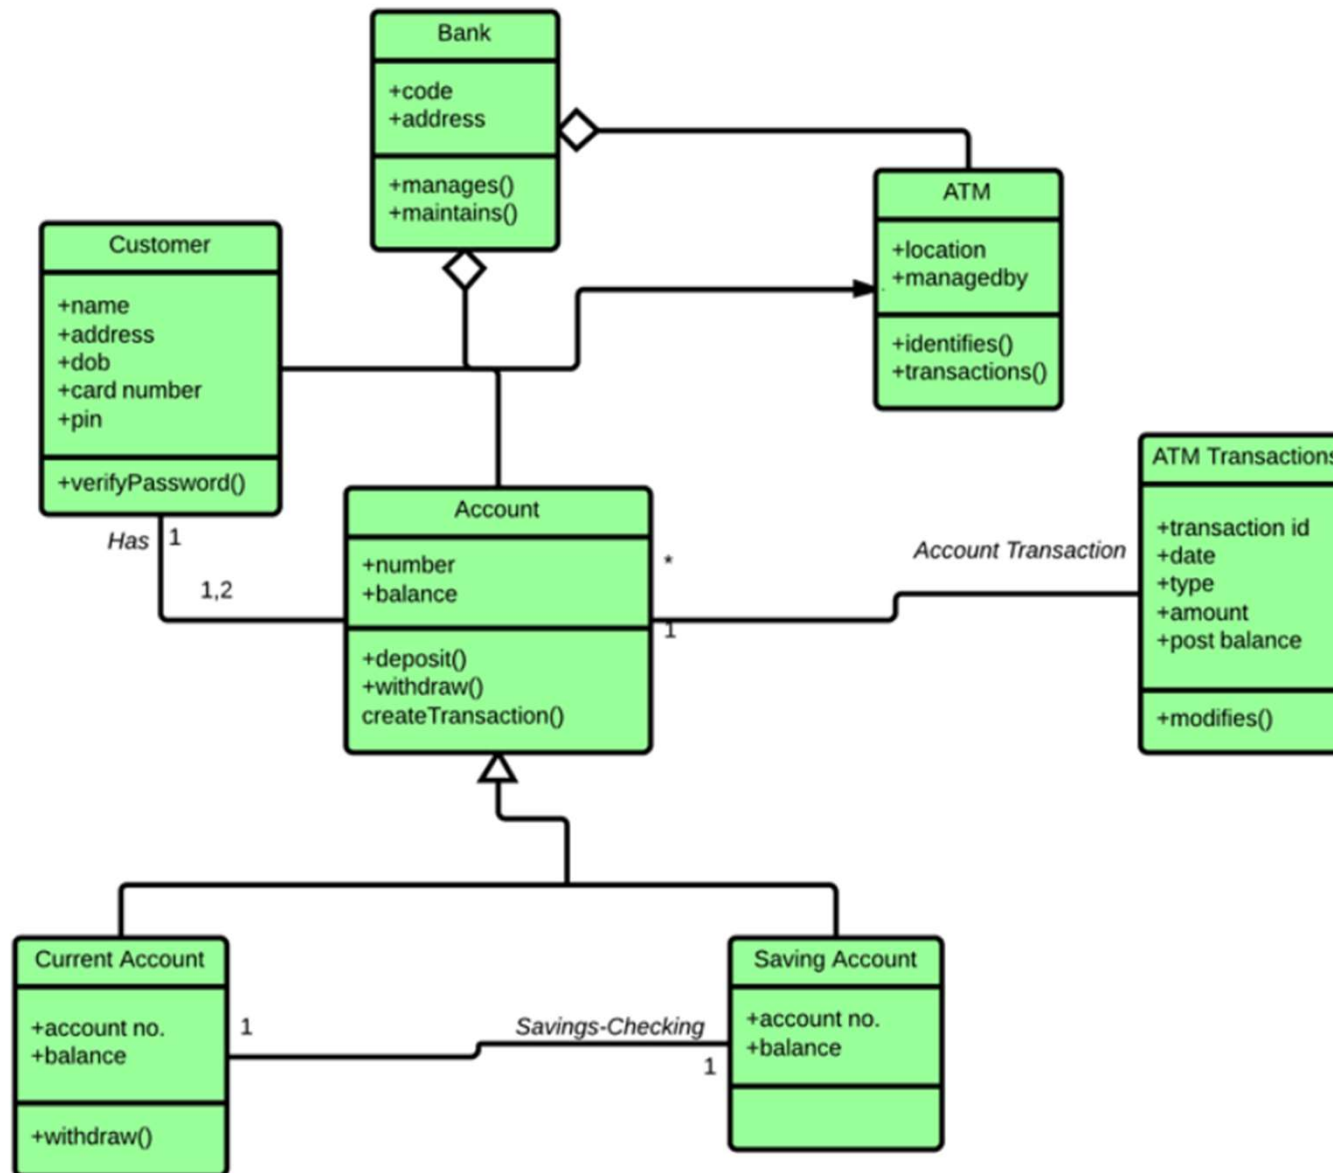 Bank
+code
+address
+manages()
+maintains()
ATM
+location
+managedby
+identifies()
+transactions()
Customer
+name
+address
+dob
+card number
+pin
+verifyPassword()
Has
1
1,2
Account
+number
+balance
+deposit()
+withdraw()
createTransaction()
*
1
Account Transaction
ATM Transactions
+transaction id
+date
+type
+amount
+post balance
+modifies()
Current Account
+account no.
+balance
+withdraw()
1
Savings-Checking
1
Saving Account
+account no.
+balance